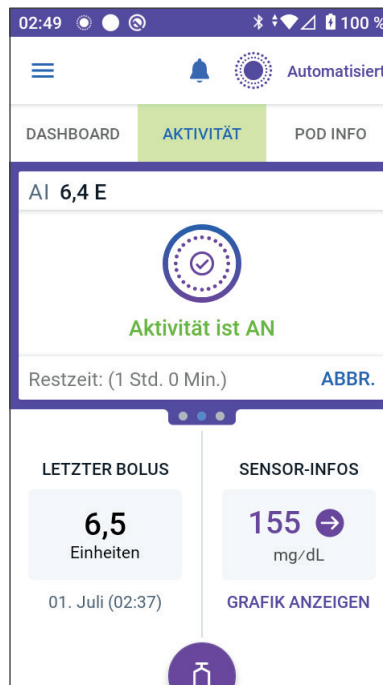 02:49 100 %
Automatisiert
DASHBOARD AKTIVITÄT POD INFO
AI 6,4 E
Aktivität ist AN
Restzeit: (1 Std. 0 Min.) ABBR.
LETZTER BOLUS SENSOR-INFOS
6,5 155
Einheiten mg/dL
01. Juli (02:37) GRAFIK ANZEIGEN